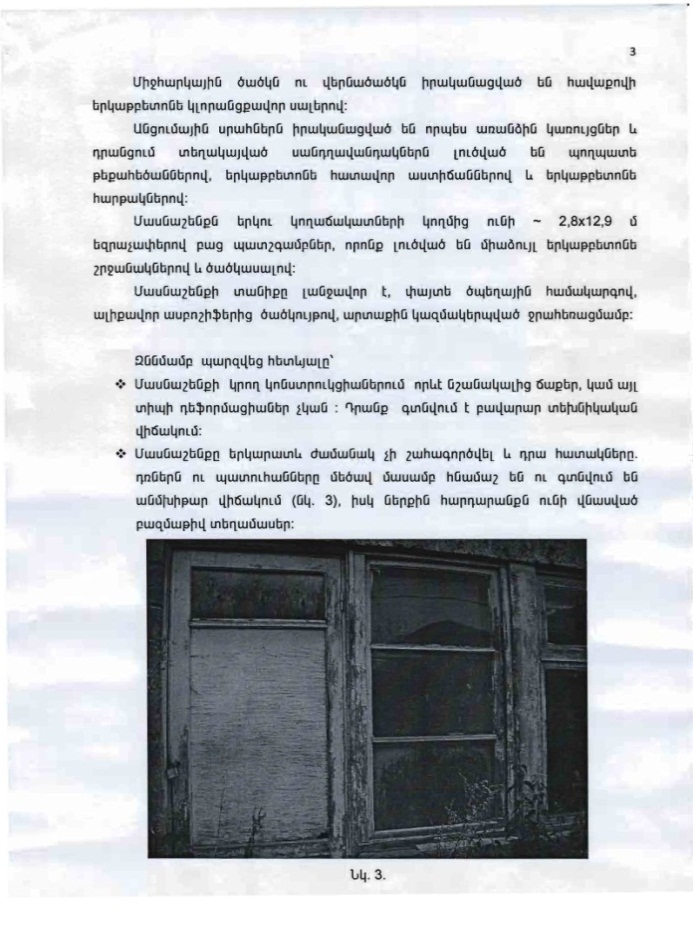 3
Միջհարկային ծածկն ու վերնածածկն իրականացված են հավաքովի
երկաթբետոնե կլորանցքավոր սալերով:
Անցումային սրահներն իրականացված են որպես առանձին կառույցներ և
դրանցում տեղակայված սանդղավանդակներն լուծված են պողպատե
թեքահեծաններով, երկաթբետոնե հատավոր աստիճաններով և երկաթբետոնե
հարթակներով:
Մասնաշենքն երկու կողաճակատների կողմից ունի ~ 2,8x12,9 մ
եզրաչափերով բաց պատշգամբներ, որոնք լուծված են միաձույլ երկաթբետոնե
շրջանակներով և ծածկասալով:
Մասնաշենքի տանիքը լանջավոր է, փայտե ծպեղային համակարգով,
ալիքավոր ասբոշիֆերից ծածկույթով, արտաքին կազմակերպված ջրահեռացմամբ:
Զննմամբ պարզվեց հետևյալը՝
❖ Մասնաշենքի կրող կոնստրուկցիաներում որևէ նշանակալից ճաքեր, կամ այլ
տիպի դեֆորմացիաներ չկան : Դրանք գտնվում է բավարար տեխնիկական
վիճակում:
❖ Մասնաշենքը երկարատև ժամանակ չի շահագործվել և դրա հատակները.
դռներն ու պատուհանները մեծավ մասամբ հնամաշ են ու գտնվում են
անմխիթար վիճակում (նկ. 3), իսկ ներքին հարդարանքն ունի վնասված
բազմաթիվ տեղամասեր:
Նկ. 3.